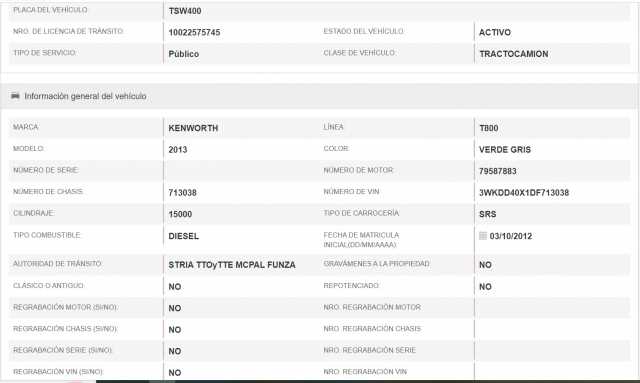 PLACA DEL VEHÍCULO: TSW400
NRO. DE LICENCIA DE TRÁNSITO: 10022575745 ESTADO DEL VEHÍCULO: ACTIVO
TIPO DE SERVICIO: Público CLASE DE VEHÍCULO: TRACTOCAMION
Información general del vehículo
MARCA: KENWORTH LÍNEA: T800
MODELO: 2013 COLOR: VERDE GRIS
NÚMERO DE SERIE: NÚMERO DE MOTOR: 79587883
NÚMERO DE CHASIS: 713038 NÚMERO DE VIN: 3WKDD40X1DF713038
CILINDRAJE: 15000 TIPO DE CARROCERÍA: SRS
TIPO COMBUSTIBLE: DIESEL FECHA DE MATRICULA INICIAL(DD/MM/AAAA): 03/10/2012
AUTORIDAD DE TRÁNSITO: STRIA TTOyTTE MCPAL FUNZA GRAVÁMENES A LA PROPIEDAD: NO
CLÁSICO O ANTIGUO: NO REPOTENCIADO: NO
REGRABACIÓN MOTOR (SI/NO): NO NRO. REGRABACIÓN MOTOR
REGRABACIÓN CHASIS (SI/NO): NO NRO. REGRABACIÓN CHASIS
REGRABACIÓN SERIE (SI/NO): NO NRO. REGRABACIÓN SERIE
REGRABACIÓN VIN (SI/NO): NO NRO. REGRABACIÓN VIN